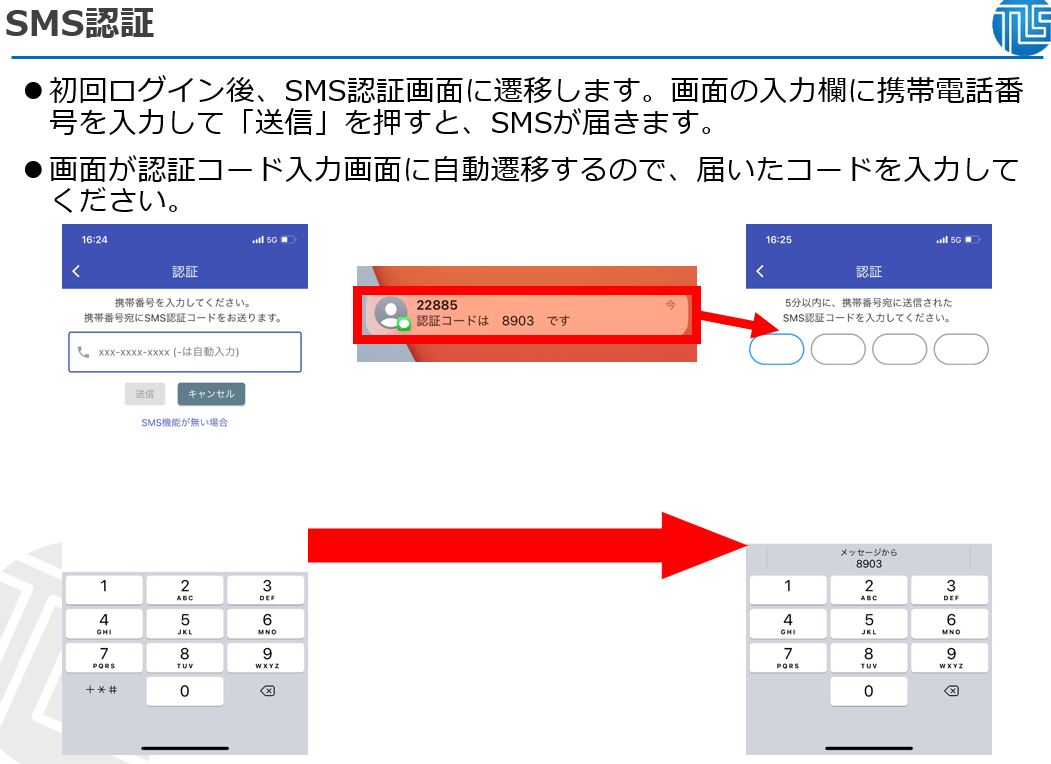 SMS認証
TLS
●初回ログイン後、SMS認証画面に遷移します。画面の入力欄に携帯電話番
号を入力して「送信」を押すと、SMSが届きます。
●画面が認証コード入力画面に自動遷移するので、届いたコードを入力して
ください。
16:24 5G
認証
携帯番号を入力してください。
携帯番号宛にSMS認証コードをお送ります。
xxx-xxxx-xxxx (-は自動入力)
送信 キャンセル
SMS機能が無い場合
1 2 3
ABC DEF
4 5 6
GHI JKL MNO
7 8 9
PQRS TUV WXYZ
+*# 0
22885 今
認証コードは 8903 です
16:25 5G
認証
5分以内に、携帯番号宛に送信された
SMS認証コードを入力してください。
メッセージから
8903
1 2 3
ABC DEF
4 5 6
GHI JKL MNO
7 8 9
PQRS TUV WXYZ
0